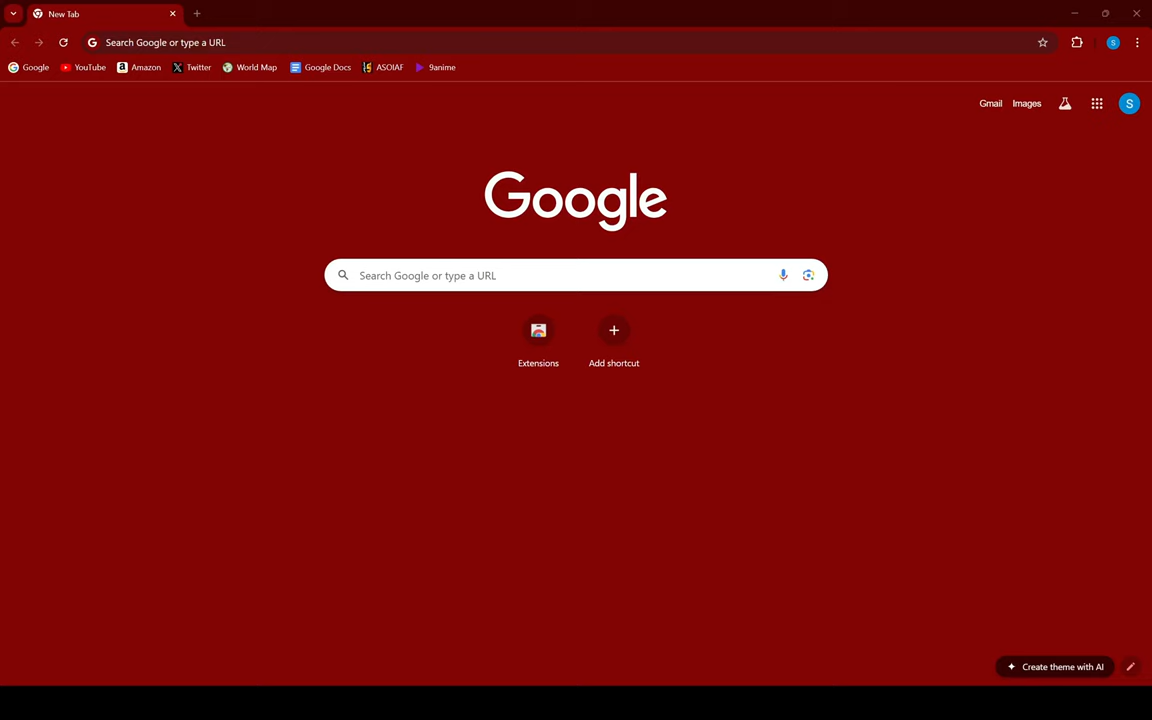 New Tab
Search Google or type a URL
S
Google YouTube Amazon Twitter World Map Google Docs ASOIAF 9anime
Gmail Images S
Google
Search Google or type a URL
Extensions Add shortcut
Create theme with AI